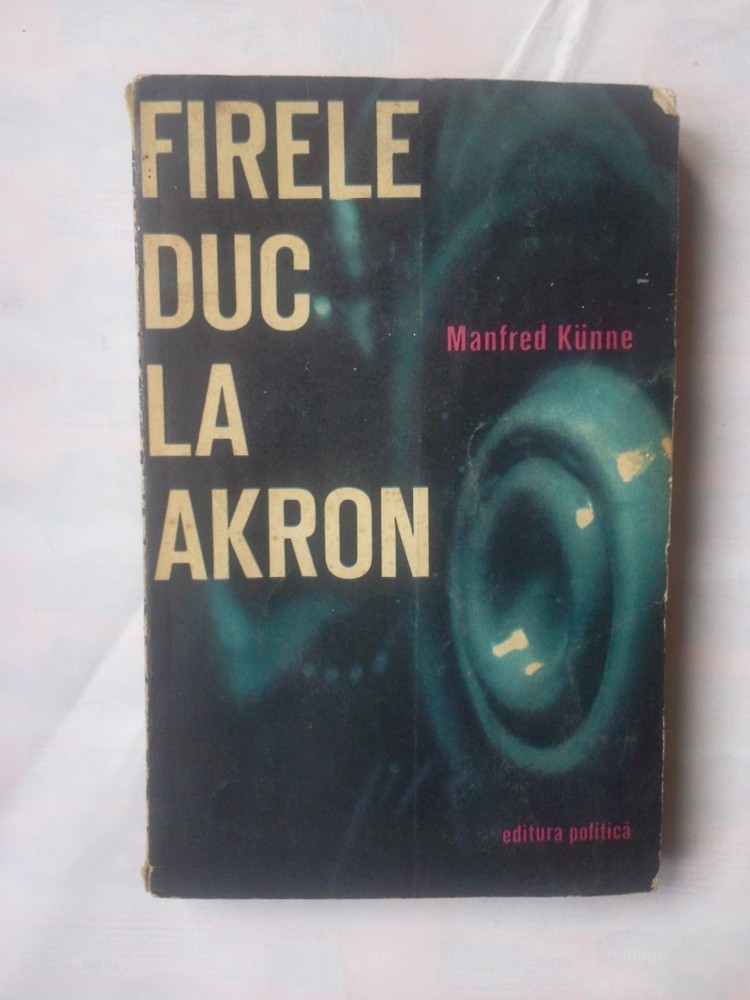 FIRELE
DUC
LA
AKRON
Manfred Künne
editura politică